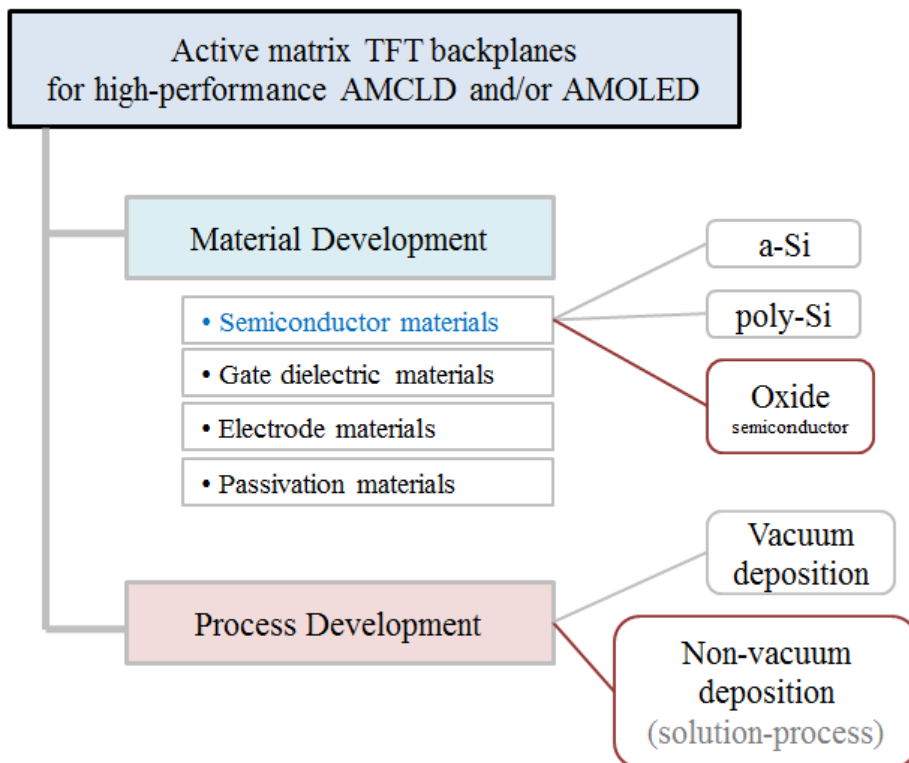 Active matrix TFT backplanes
for high-performance AMCLD and/or AMOLED
Material Development
• Semiconductor materials
• Gate dielectric materials
• Electrode materials
• Passivation materials
a-Si
poly-Si
Oxide
semiconductor
Process Development
Vacuum
deposition
Non-vacuum
deposition
(solution-process)